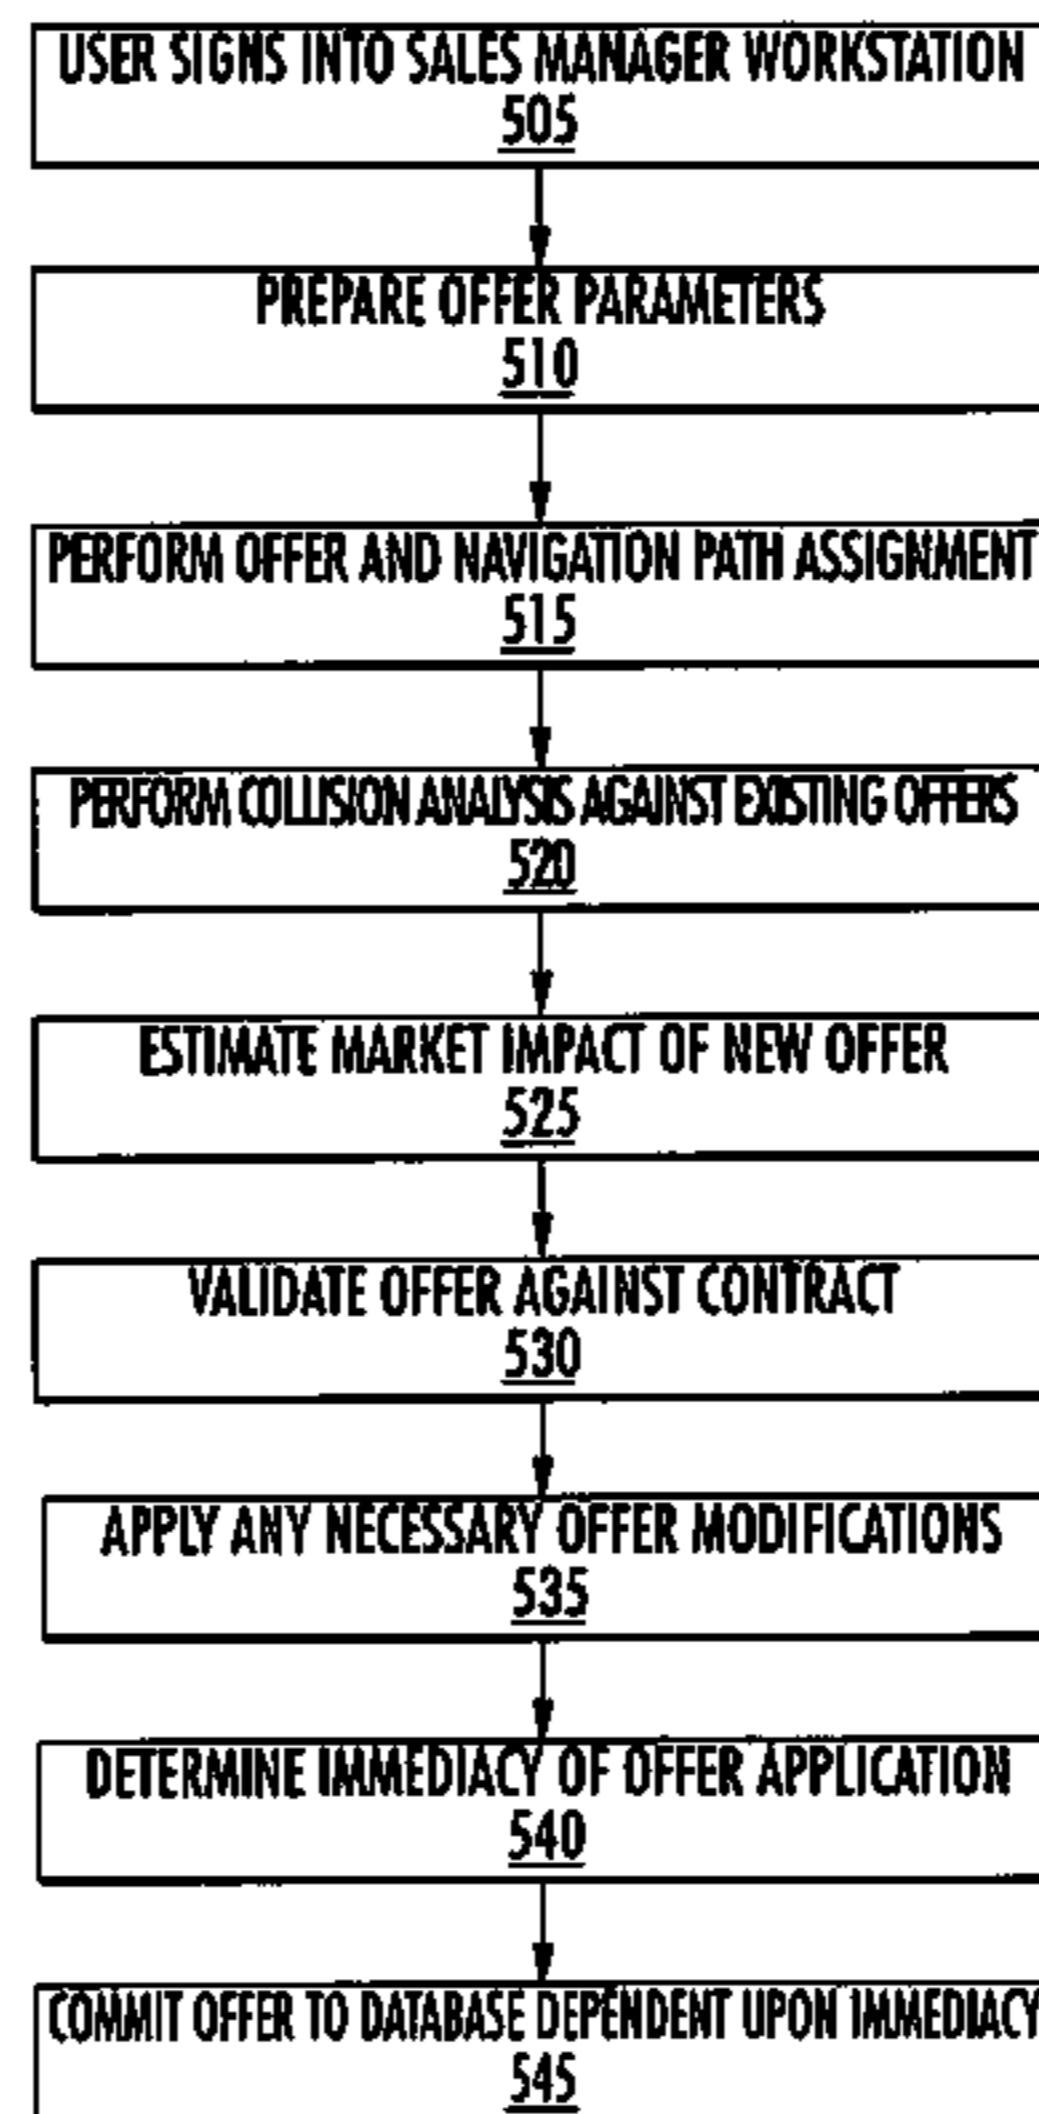 USER SIGNS INTO SALES MANAGER WORKSTATION
505
PREPARE OFFER PARAMETERS
510
PERFORM OFFER AND NAVIGATION PATH ASSIGNMENT
515
PERFORM COLLISION ANALYSIS AGAINST EXISTING OFFERS
520
ESTIMATE MARKET IMPACT OF NEW OFFER
525
VALIDATE OFFER AGAINST CONTRACT
530
APPLY ANY NECESSARY OFFER MODIFICATIONS
535
DETERMINE IMMEDIACY OF OFFER APPLICATION
540
COMMIT OFFER TO DATABASE DEPENDENT UPON IMMEDIACY
545